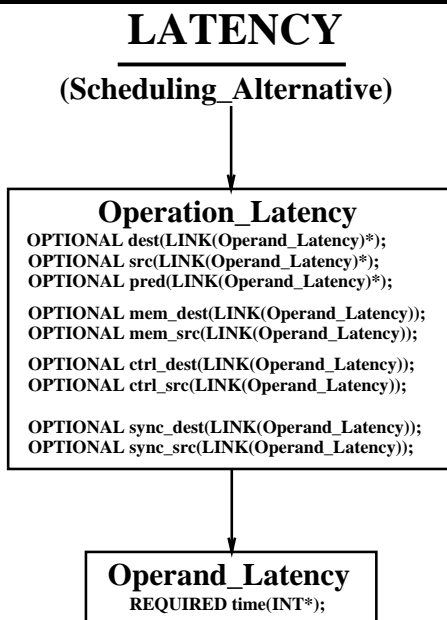 LATENCY
(Scheduling_Alternative)
Operation_Latency
OPTIONAL dest(LINK(Operand_Latency)*);
OPTIONAL src(LINK(Operand_Latency)*);
OPTIONAL pred(LINK(Operand_Latency)*);
OPTIONAL mem_dest(LINK(Operand_Latency));
OPTIONAL mem_src(LINK(Operand_Latency));
OPTIONAL ctrl_dest(LINK(Operand_Latency));
OPTIONAL ctrl_src(LINK(Operand_Latency));
OPTIONAL sync_dest(LINK(Operand_Latency));
OPTIONAL sync_src(LINK(Operand_Latency));
Operand_Latency
REQUIRED time(INT*);